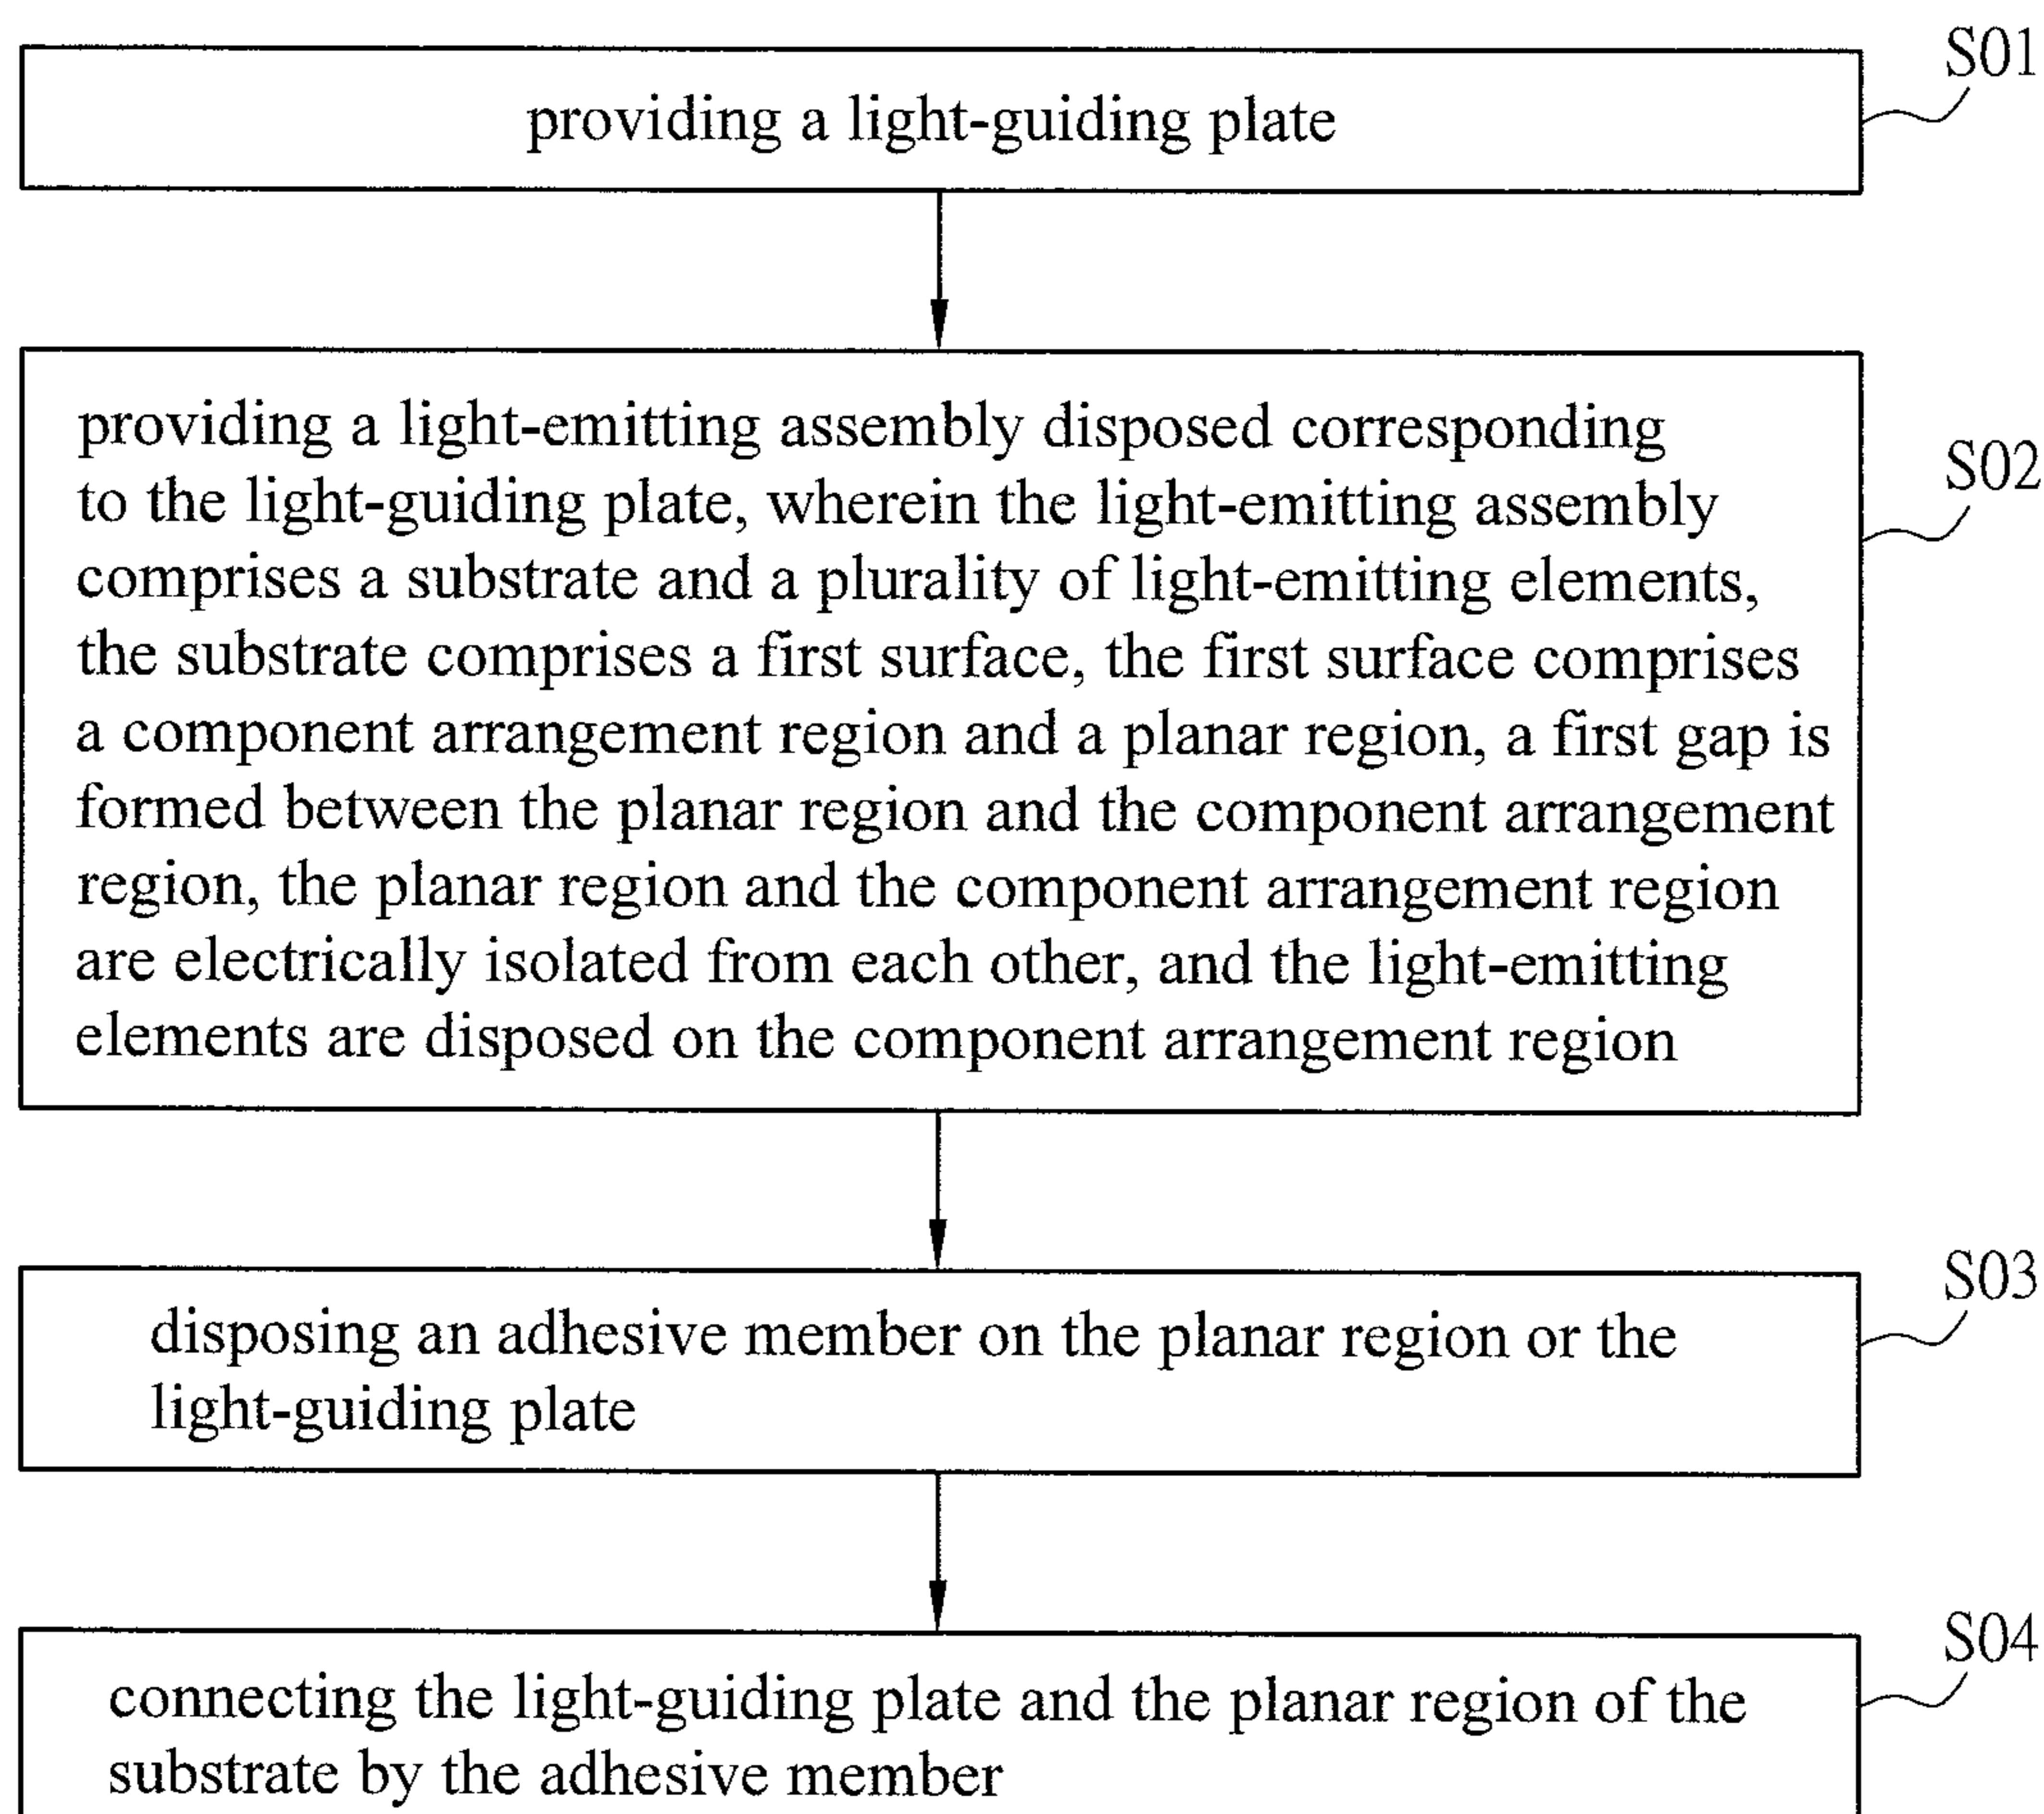 S01
providing a light-guiding plate
providing a light-emitting assembly disposed corresponding
to the light-guiding plate, wherein the light-emitting assembly
comprises a substrate and a plurality of light-emitting elements,
the substrate comprises a first surface, the first surface comprises
a component arrangement region and a planar region, a first gap is
formed between the planar region and the component arrangement
region, the planar region and the component arrangement region
are electrically isolated from each other, and the light-emitting
elements are disposed on the component arrangement region
S02
disposing an adhesive member on the planar region or the
light-guiding plate
S03
connecting the light-guiding plate and the planar region of the
substrate by the adhesive member
S04